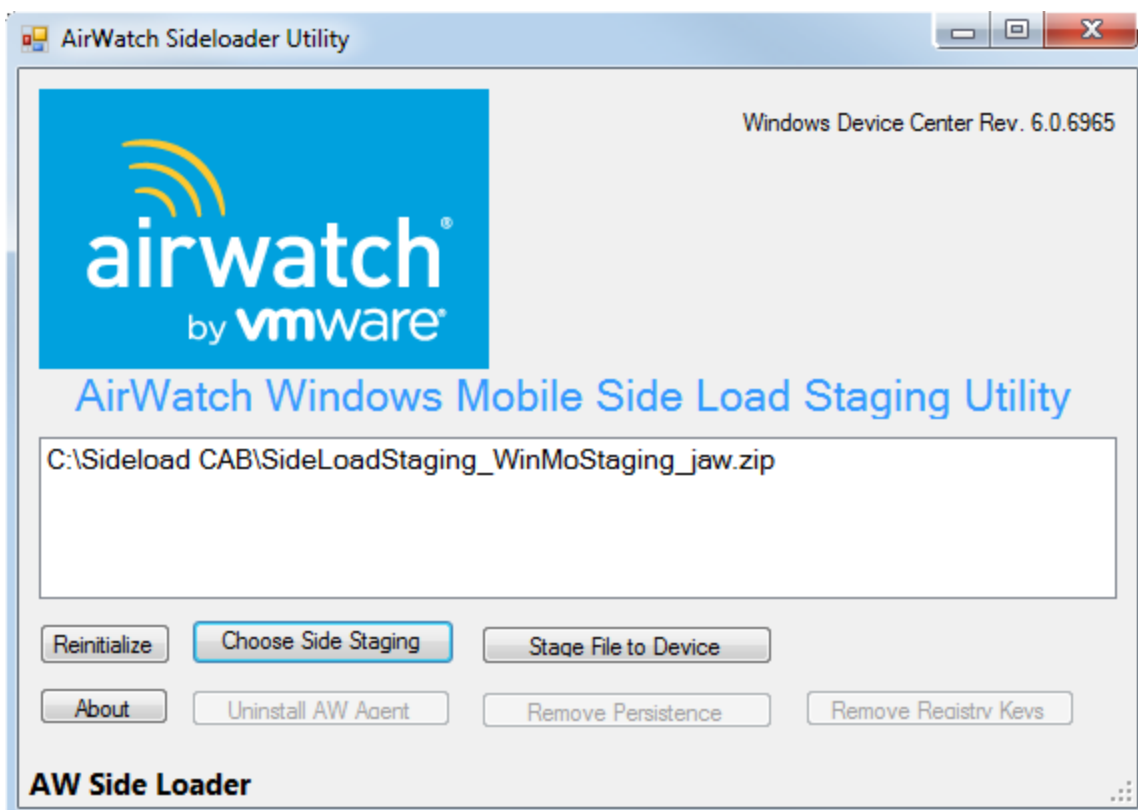 AirWatch Sideloader Utility
Windows Device Center Rev. 6.0.6965
airwatch®
by vmware®
AirWatch Windows Mobile Side Load Staging Utility
C:\Sideload CAB\SideLoadStaging_WinMoStaging_jaw.zip
Reinitialize Choose Side Staging Stage File to Device
About Uninstall AW Agent Remove Persistence Remove Registry Keys
AW Side Loader